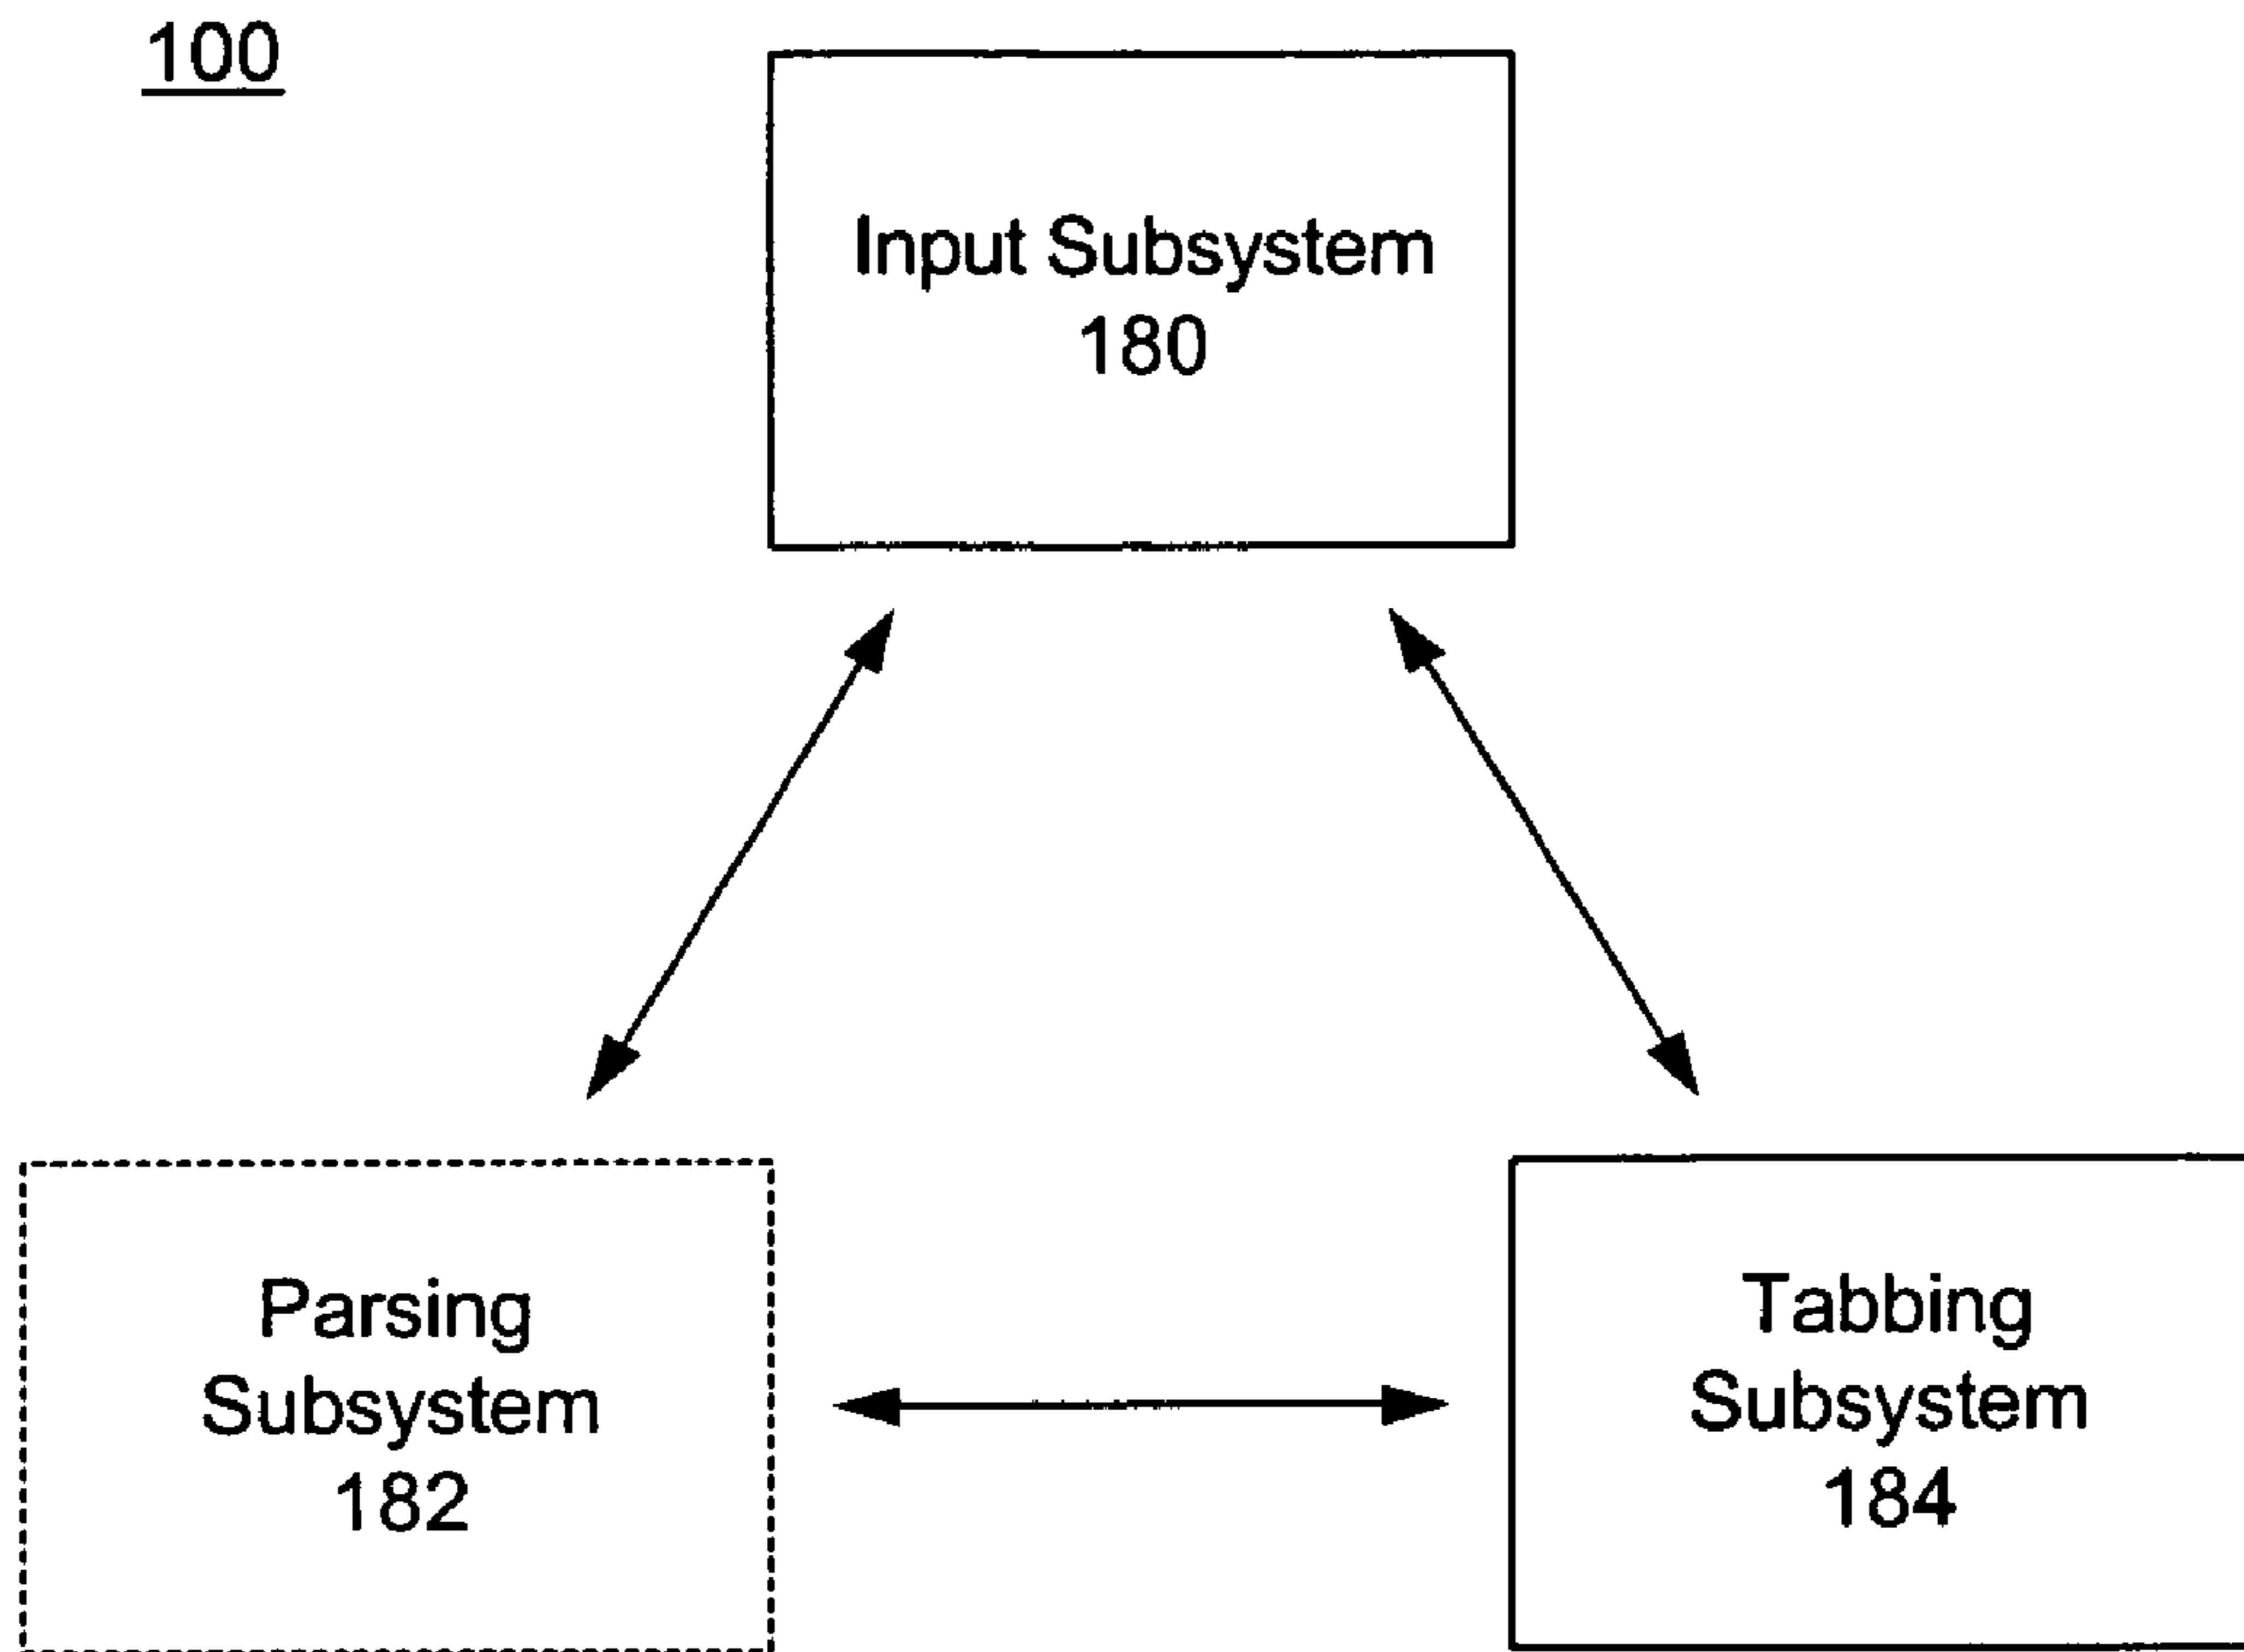 100
Input Subsystem
180
Parsing
Subsystem
182
Tabbing
Subsystem
184